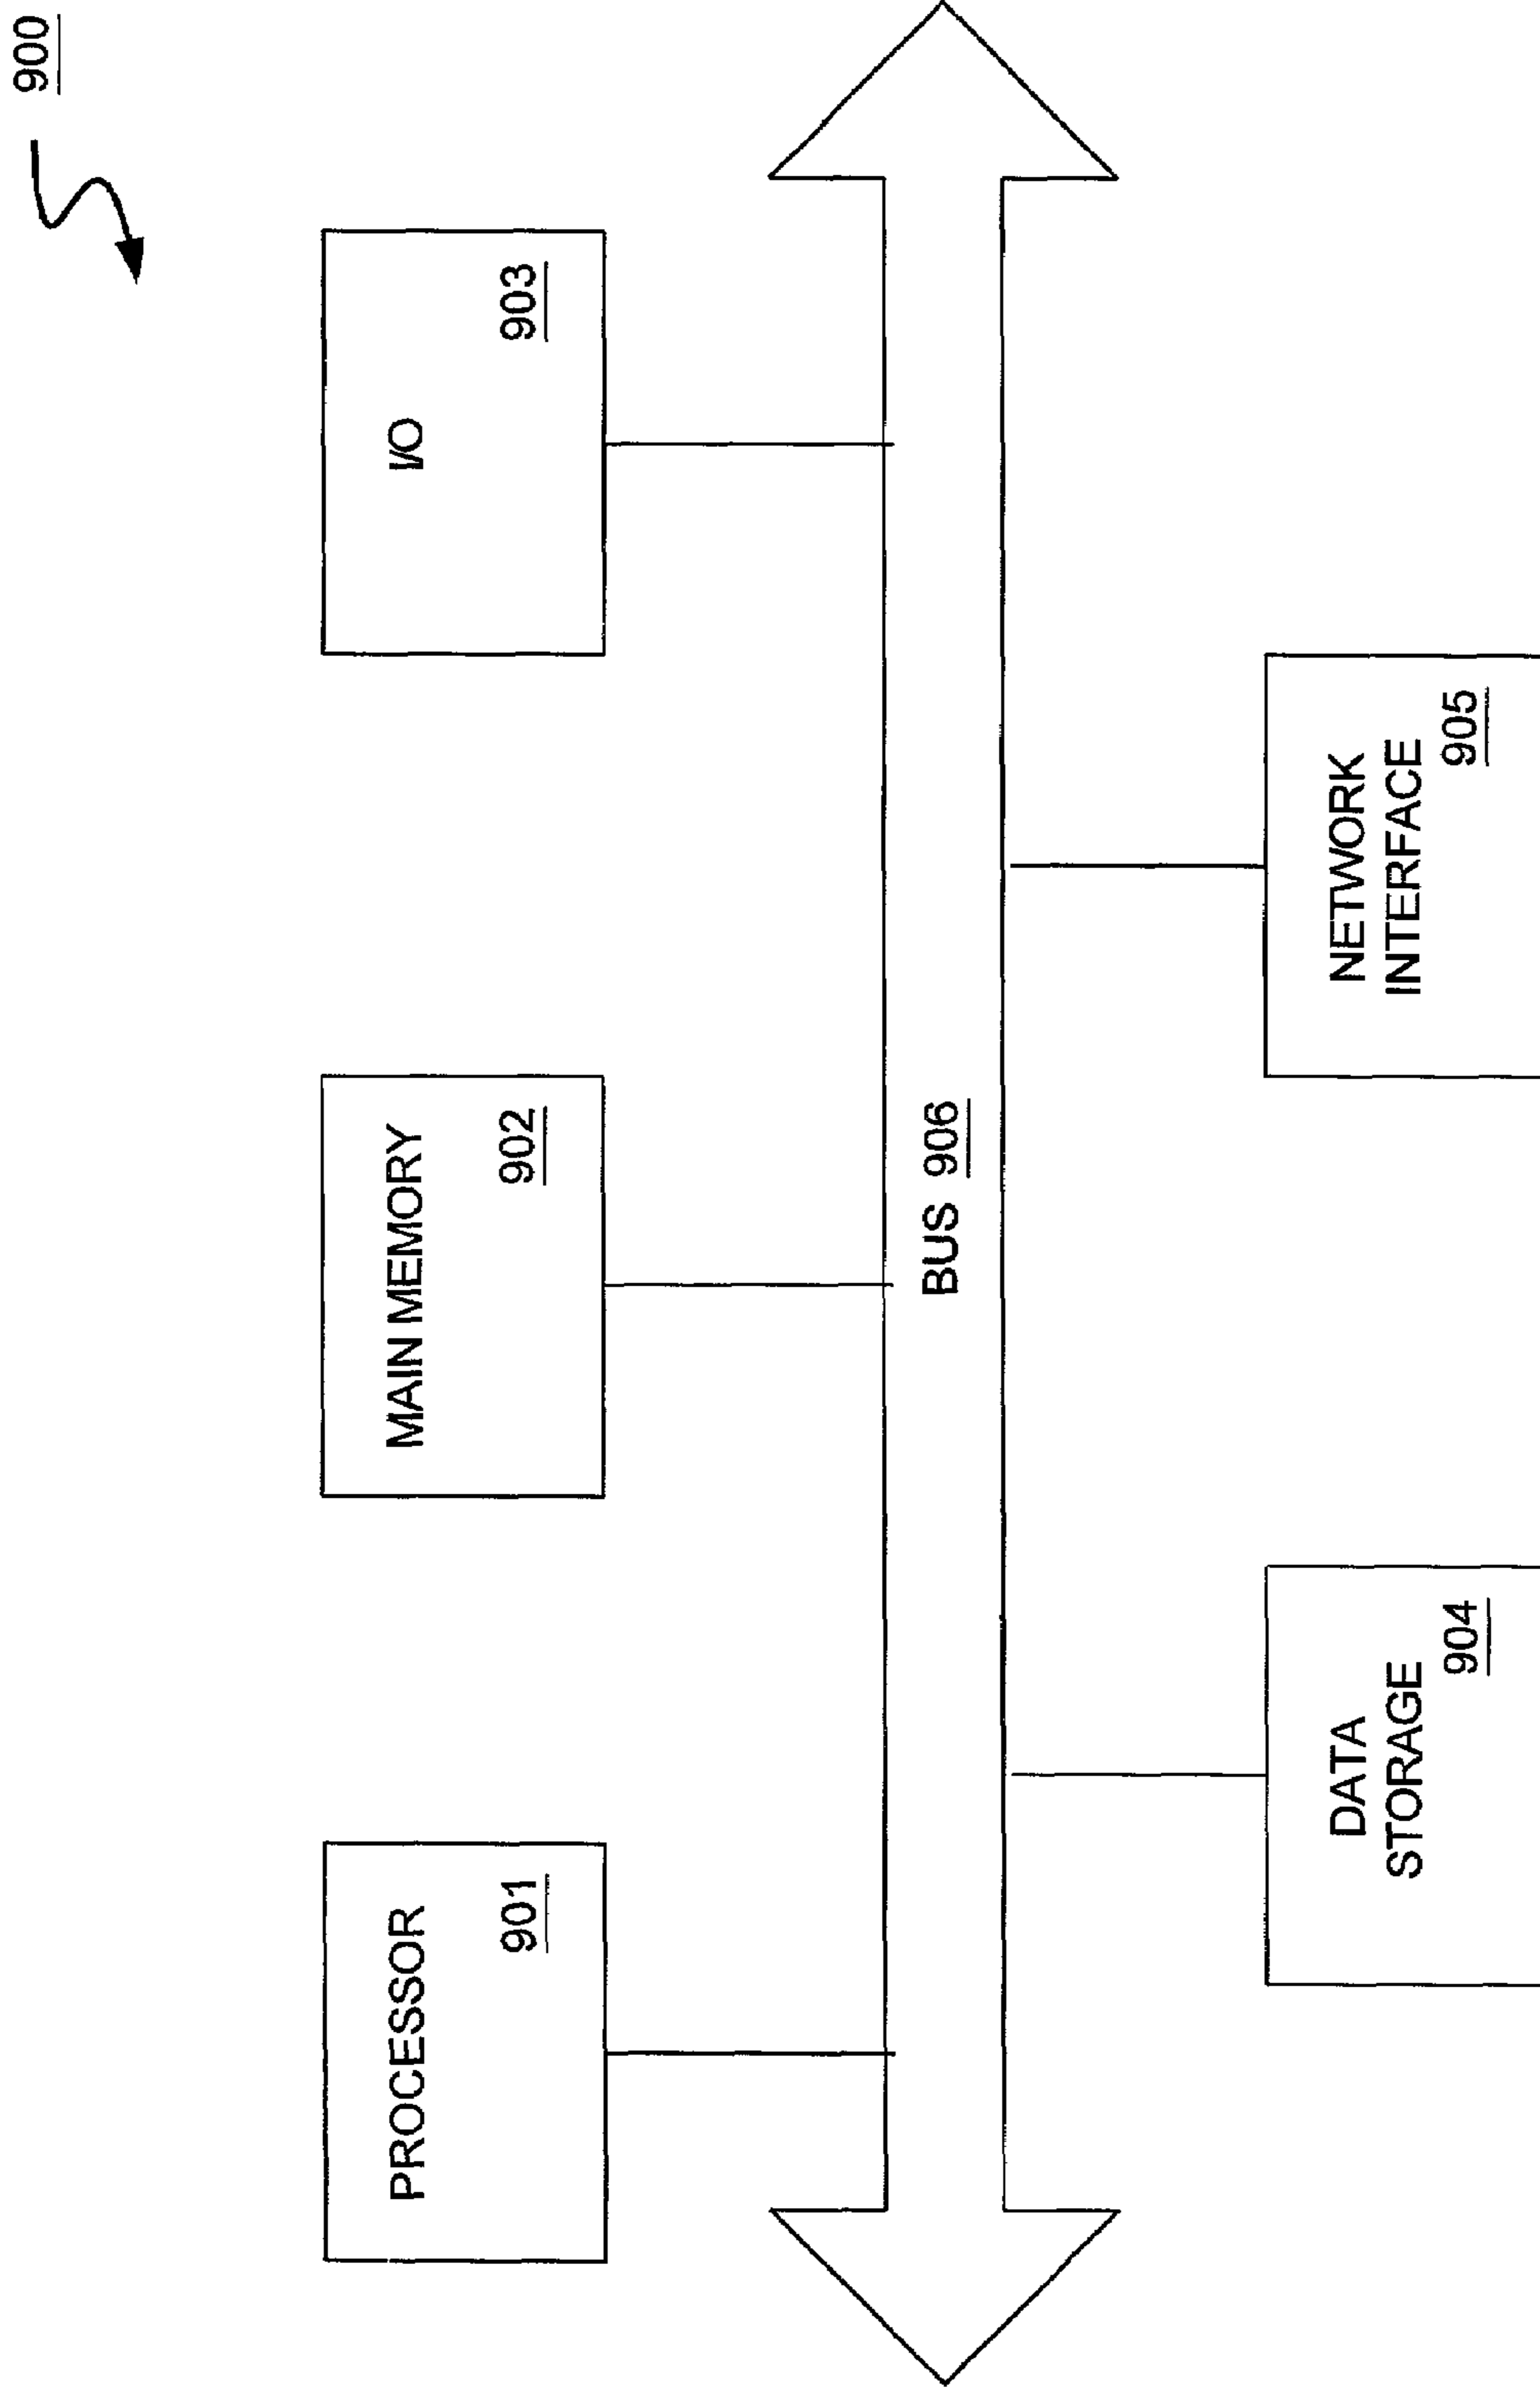 900
PROCESSOR
901
MAIN MEMORY
902
I/O
903
BUS 906
DATA
STORAGE
904
NETWORK
INTERFACE
905